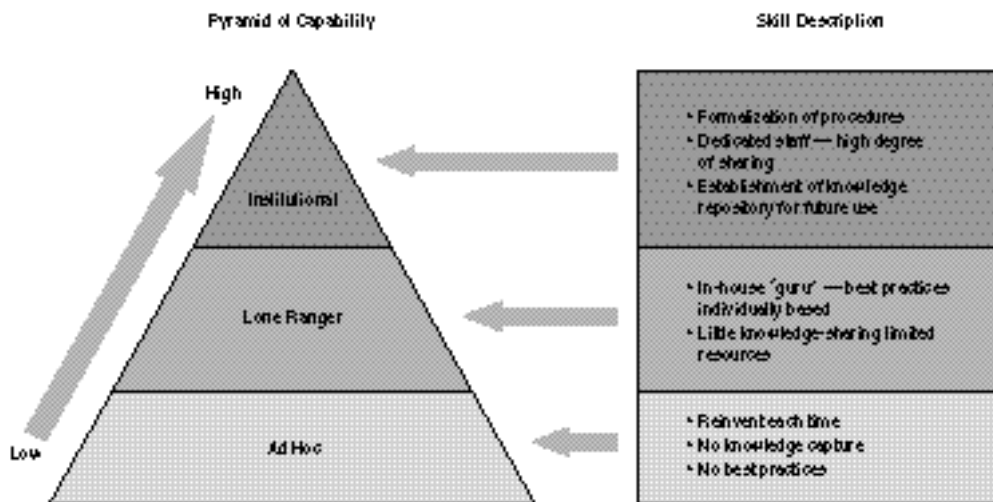 Pyramid of Capability
Skill Description
High
Institutional
Lone Ranger
Ad Hoc
Low
• Formalization of procedures
• Dedicated staff — high degree
of sharing
• Establishment of knowledge
repository for future use
• In-house "guru" — best practices
individually based
• Little knowledge-sharing limited
resources
• Reinvent each time
• No knowledge capture
• No best practices